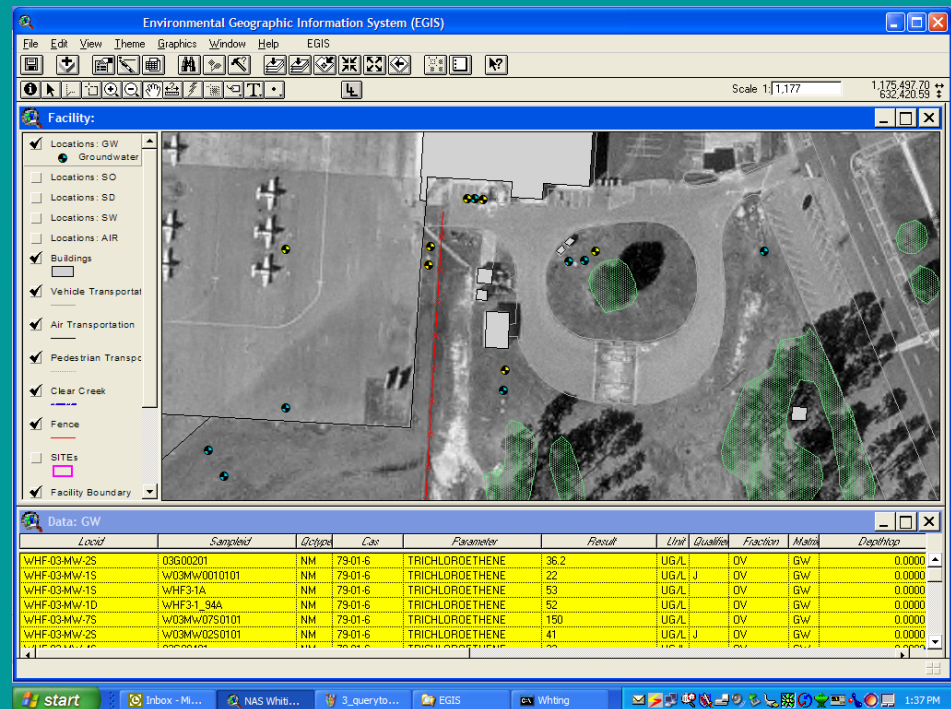 Environmental Geographic Information System (EGIS)
File Edit View Theme Graphics Window Help EGIS
Scale 1: 1,177
1,175,497.70
632,420.59
Facility:
Locations: GW
Groundwater
Locations: SO
Locations: SD
Locations: SW
Locations: AIR
Buildings
Vehicle Transportat
Air Transportation
Pedestrian Transpc
Clear Creek
Fence
SITEs
Facility Boundary
Data: GW
Locid Sampleid Qctype Cas Parameter Result Unit Qualifie Fraction Matrix Depthtop
WHF-03-MW-2S 03G00201 NM 79-01-6 TRICHLOROETHENE 36.2 UG/L OV GW 0.0000
WHF-03-MW-1S W03MW0010101 NM 79-01-6 TRICHLOROETHENE 22 UG/L J OV GW 0.0000
WHF-03-MW-1S WHF3-1A NM 79-01-6 TRICHLOROETHENE 53 UG/L OV GW 0.0000
WHF-03-MW-1D WHF3-1_94A NM 79-01-6 TRICHLOROETHENE 52 UG/L OV GW 0.0000
WHF-03-MW-7S W03MW07S0101 NM 79-01-6 TRICHLOROETHENE 150 UG/L OV GW 0.0000
WHF-03-MW-2S W03MW02S0101 NM 79-01-6 TRICHLOROETHENE 41 UG/L J OV GW 0.0000
start Inbox - Mi... NAS Whiti... 3_queryto... EGIS Whting 1:37 PM